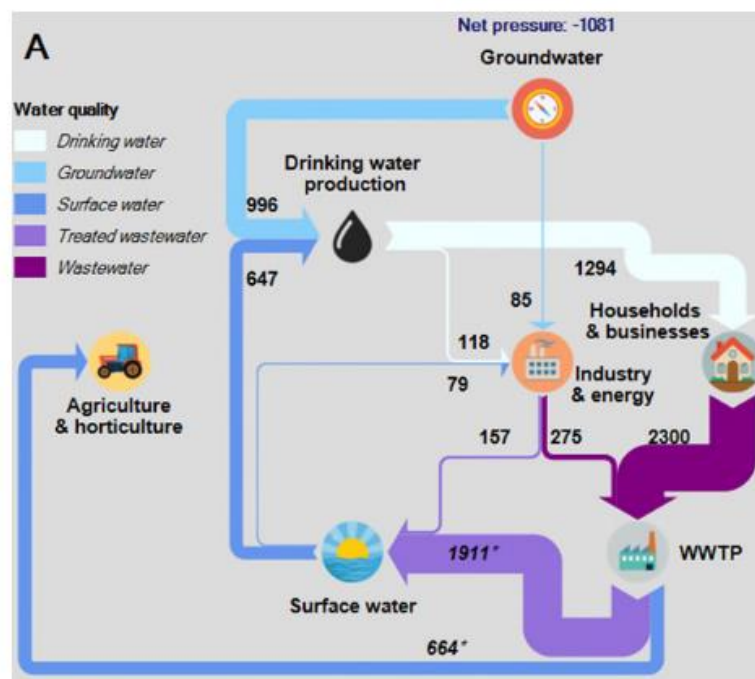 Net pressure: -1081
A
Groundwater
Water quality
Drinking water
Groundwater
Surface water
Treated wastewater
Wastewater
Drinking water
production
996
647
1294
85
Households
& businesses
118
79
Industry
& energy
Agriculture
& horticulture
157
275
2300
1911*
WWTP
Surface water
664*